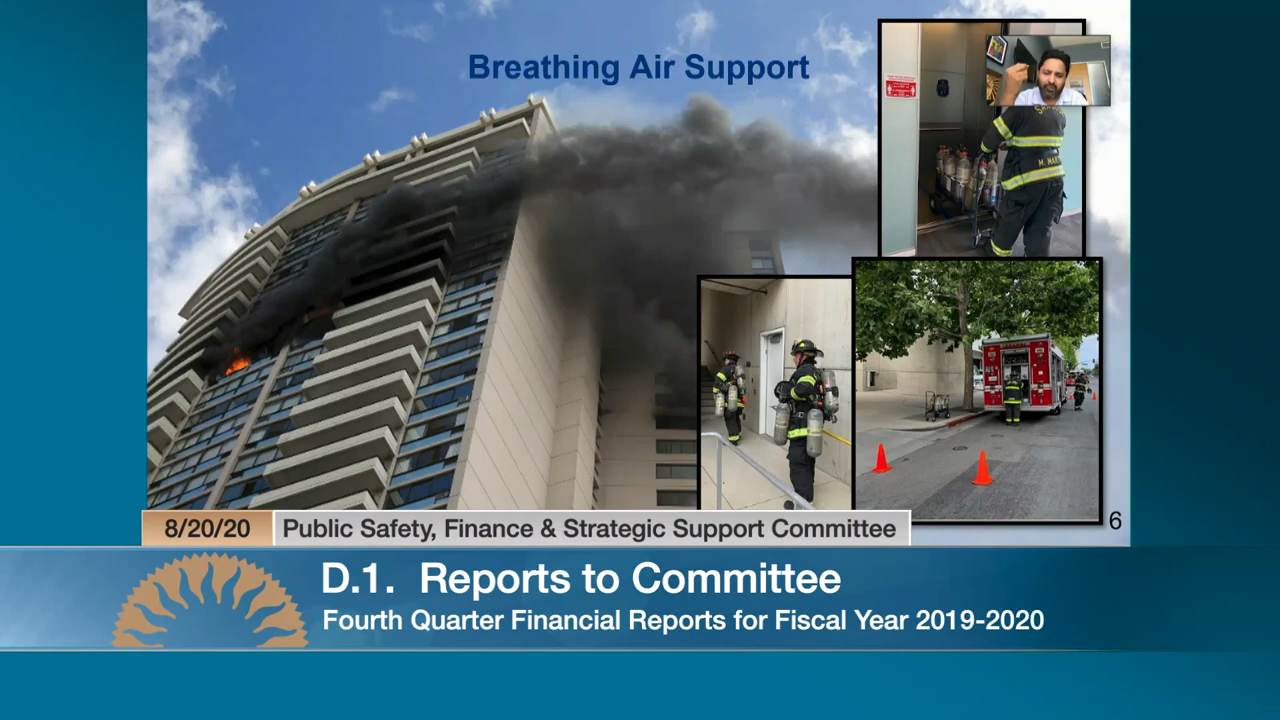 Breathing Air Support
6
8/20/20
Public Safety, Finance & Strategic Support Committee
D.1. Reports to Committee
Fourth Quarter Financial Reports for Fiscal Year 2019-2020